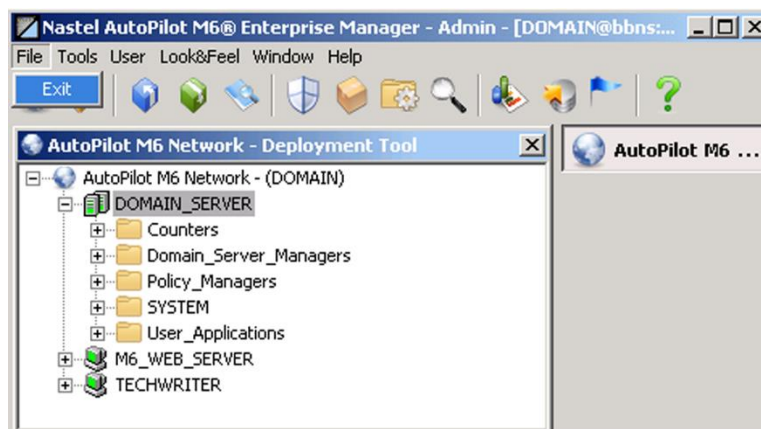 Nastel AutoPilot M6® Enterprise Manager - Admin - [DOMAIN@bbns:...
File Tools User Look&Feel Window Help
Exit
AutoPilot M6 Network - Deployment Tool
AutoPilot M6 ...
AutoPilot M6 Network - (DOMAIN)
DOMAIN_SERVER
Counters
Domain_Server_Managers
Policy_Managers
SYSTEM
User_Applications
M6_WEB_SERVER
TECHWRITER